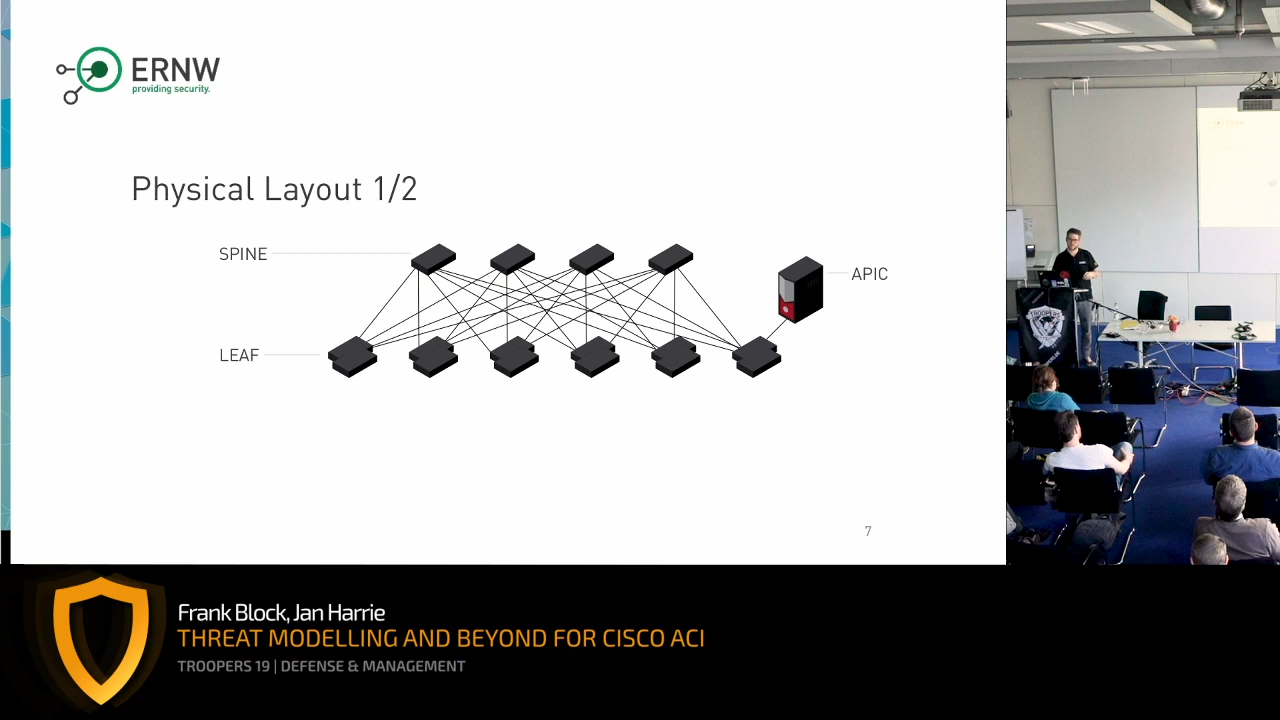 ERNW
providing security.
Physical Layout 1/2
SPINE
APIC
LEAF
7
TROOPERS
Frank Block, Jan Harrie
THREAT MODELLING AND BEYOND FOR CISCO ACI
TROOPERS 19 | DEFENSE & MANAGEMENT